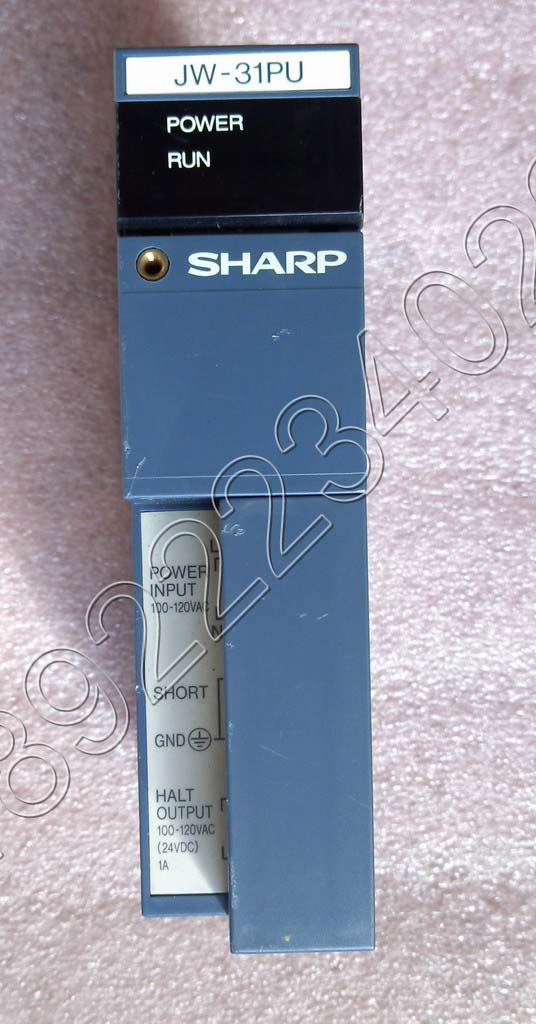 JW-31PU
POWER
RUN
SHARP
POWER
INPUT
100-120VAC
N
SHORT
GND
HALT
OUTPUT
100-120VAC
(24VDC)
1A
L